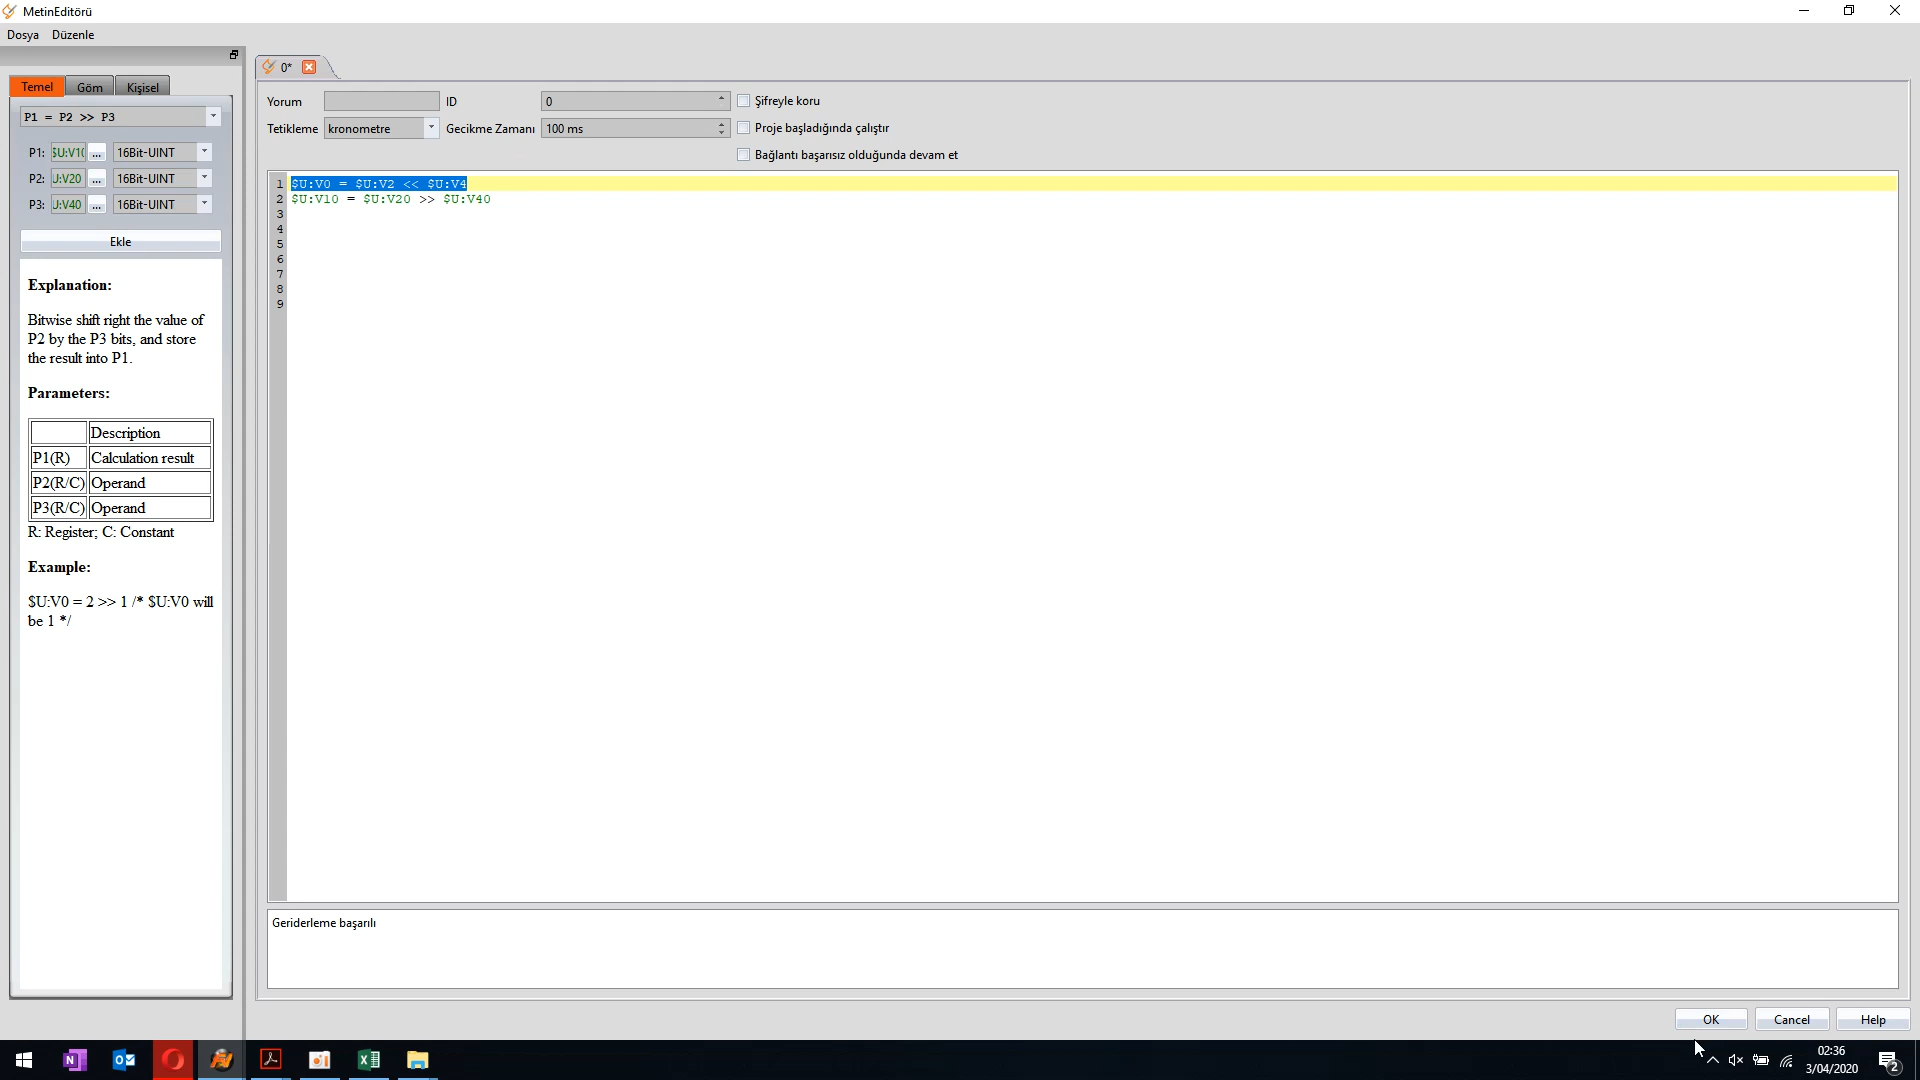 MetinEditörü
Dosya Düzenle
Temel Göm Kişisel
P1 = P2 >> P3
P1: $U:V10 ... 16Bit-UINT
P2: U:V20 ... 16Bit-UINT
P3: U:V40 ... 16Bit-UINT
Ekle
Explanation:
Bitwise shift right the value of
P2 by the P3 bits, and store
the result into P1.
Parameters:
Description
P1(R) Calculation result
P2(R/C) Operand
P3(R/C) Operand
R: Register; C: Constant
Example:
$U:V0 = 2 >> 1 /* $U:V0 will
be 1 */
0*
Yorum ID 0 Şifreyle koru
Tetikleme kronometre Gecikme Zamanı 100 ms Proje başladığında çalıştır
Bağlantı başarısız olduğunda devam et
1 $U:V0 = $U:V2 << $U:V4
2 $U:V10 = $U:V20 >> $U:V40
3
4
5
6
7
8
9
Geriderleme başarılı
OK Cancel Help
02:36
3/04/2020
2